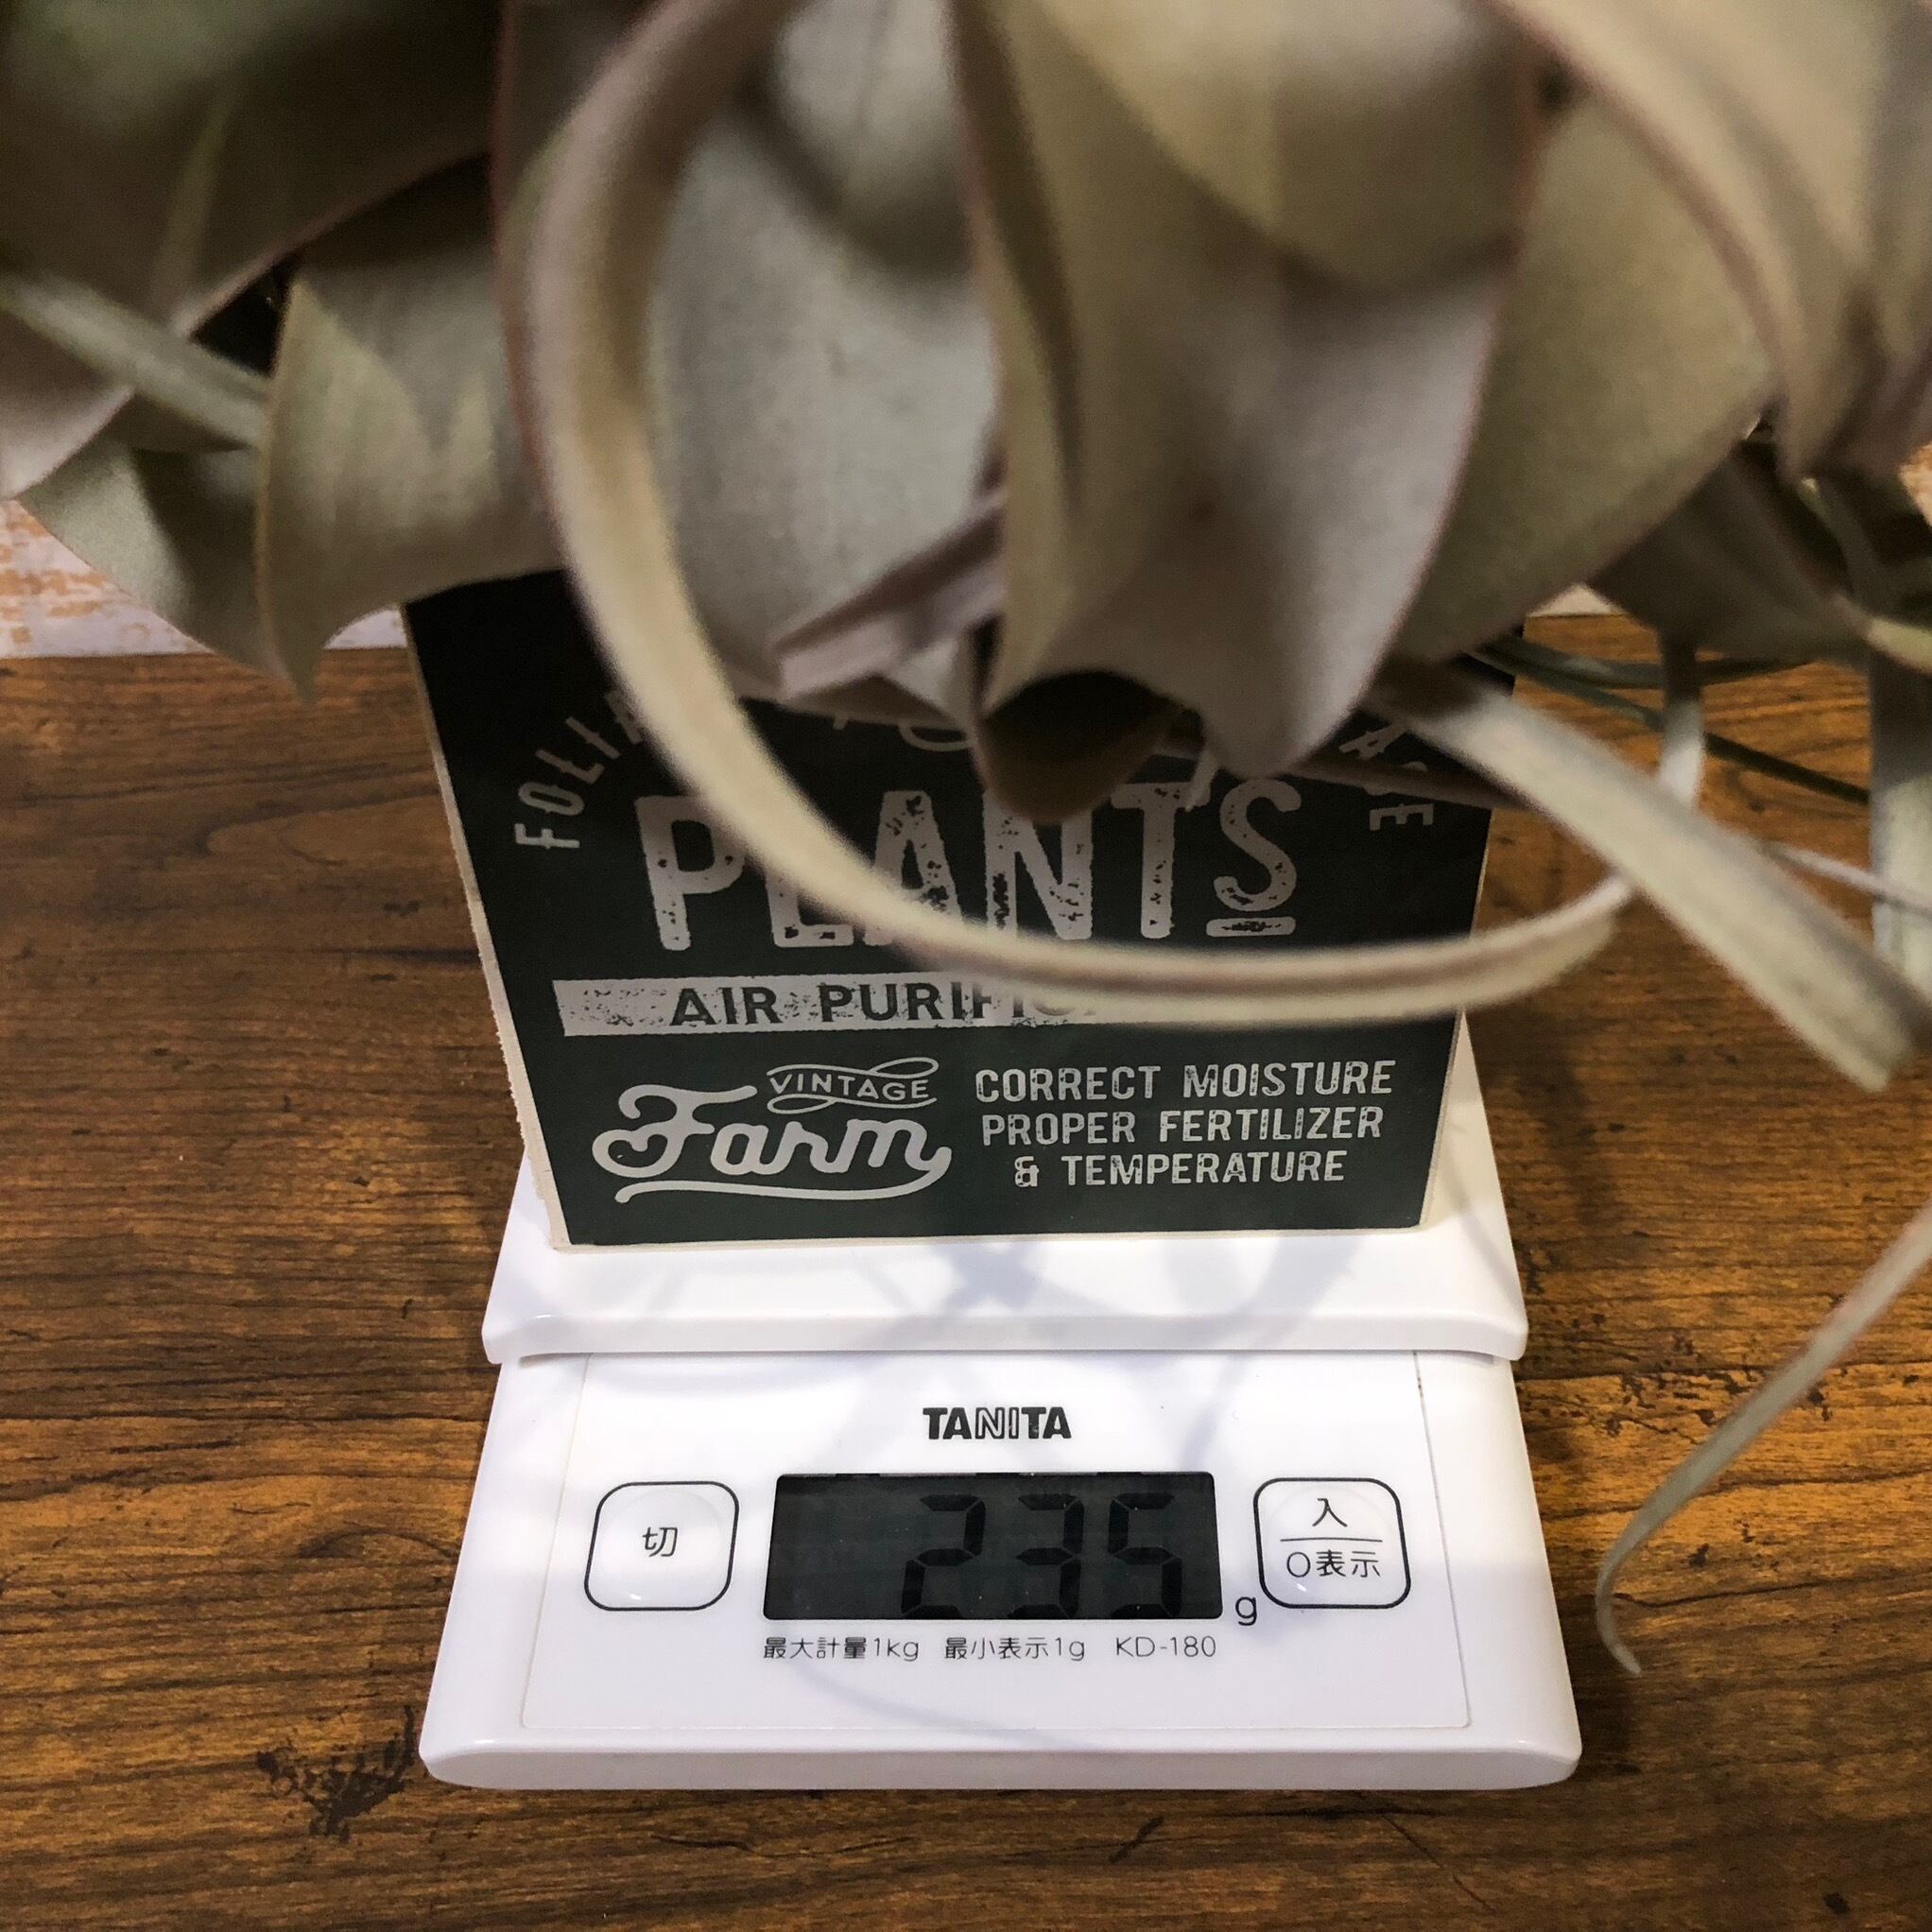 PLANTS
AIR
VINTAGE
Farm
CORRECT MOISTURE
PROPER FERTILIZER
& TEMPERATURE
TANITA
切
235
g
入
0表示
最大計量1kg 最小表示1g KD-180